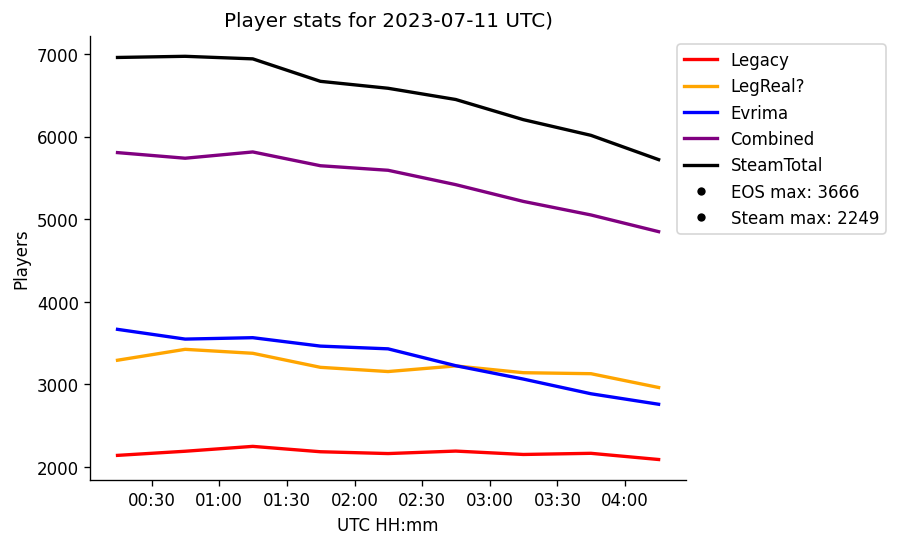 Player stats for 2023-07-11 UTC)
7000
6000
5000
4000
3000
2000
Players
00:30 01:00 01:30 02:00 02:30 03:00 03:30 04:00
UTC HH:mm
Legacy
LegReal?
Evrima
Combined
SteamTotal
EOS max: 3666
Steam max: 2249